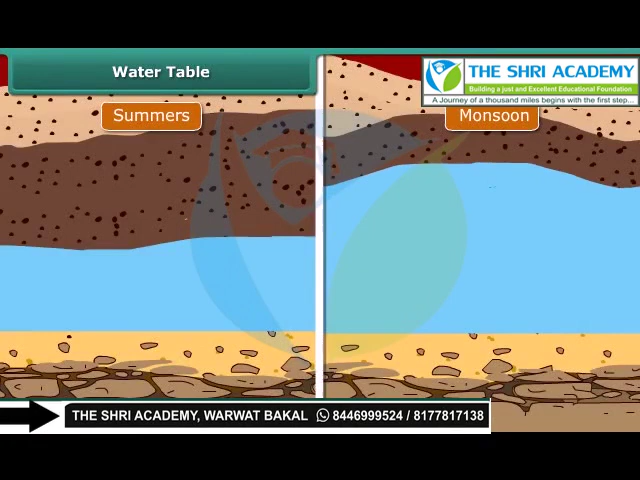 Water Table
THE SHRI ACADEMY
Building a just and Excellent Educational Foundation
A Journey of a thousand miles begins with the first step...
Summers
Monsoon
THE SHRI ACADEMY, WARWAT BAKAL 8446999524 / 8177817138